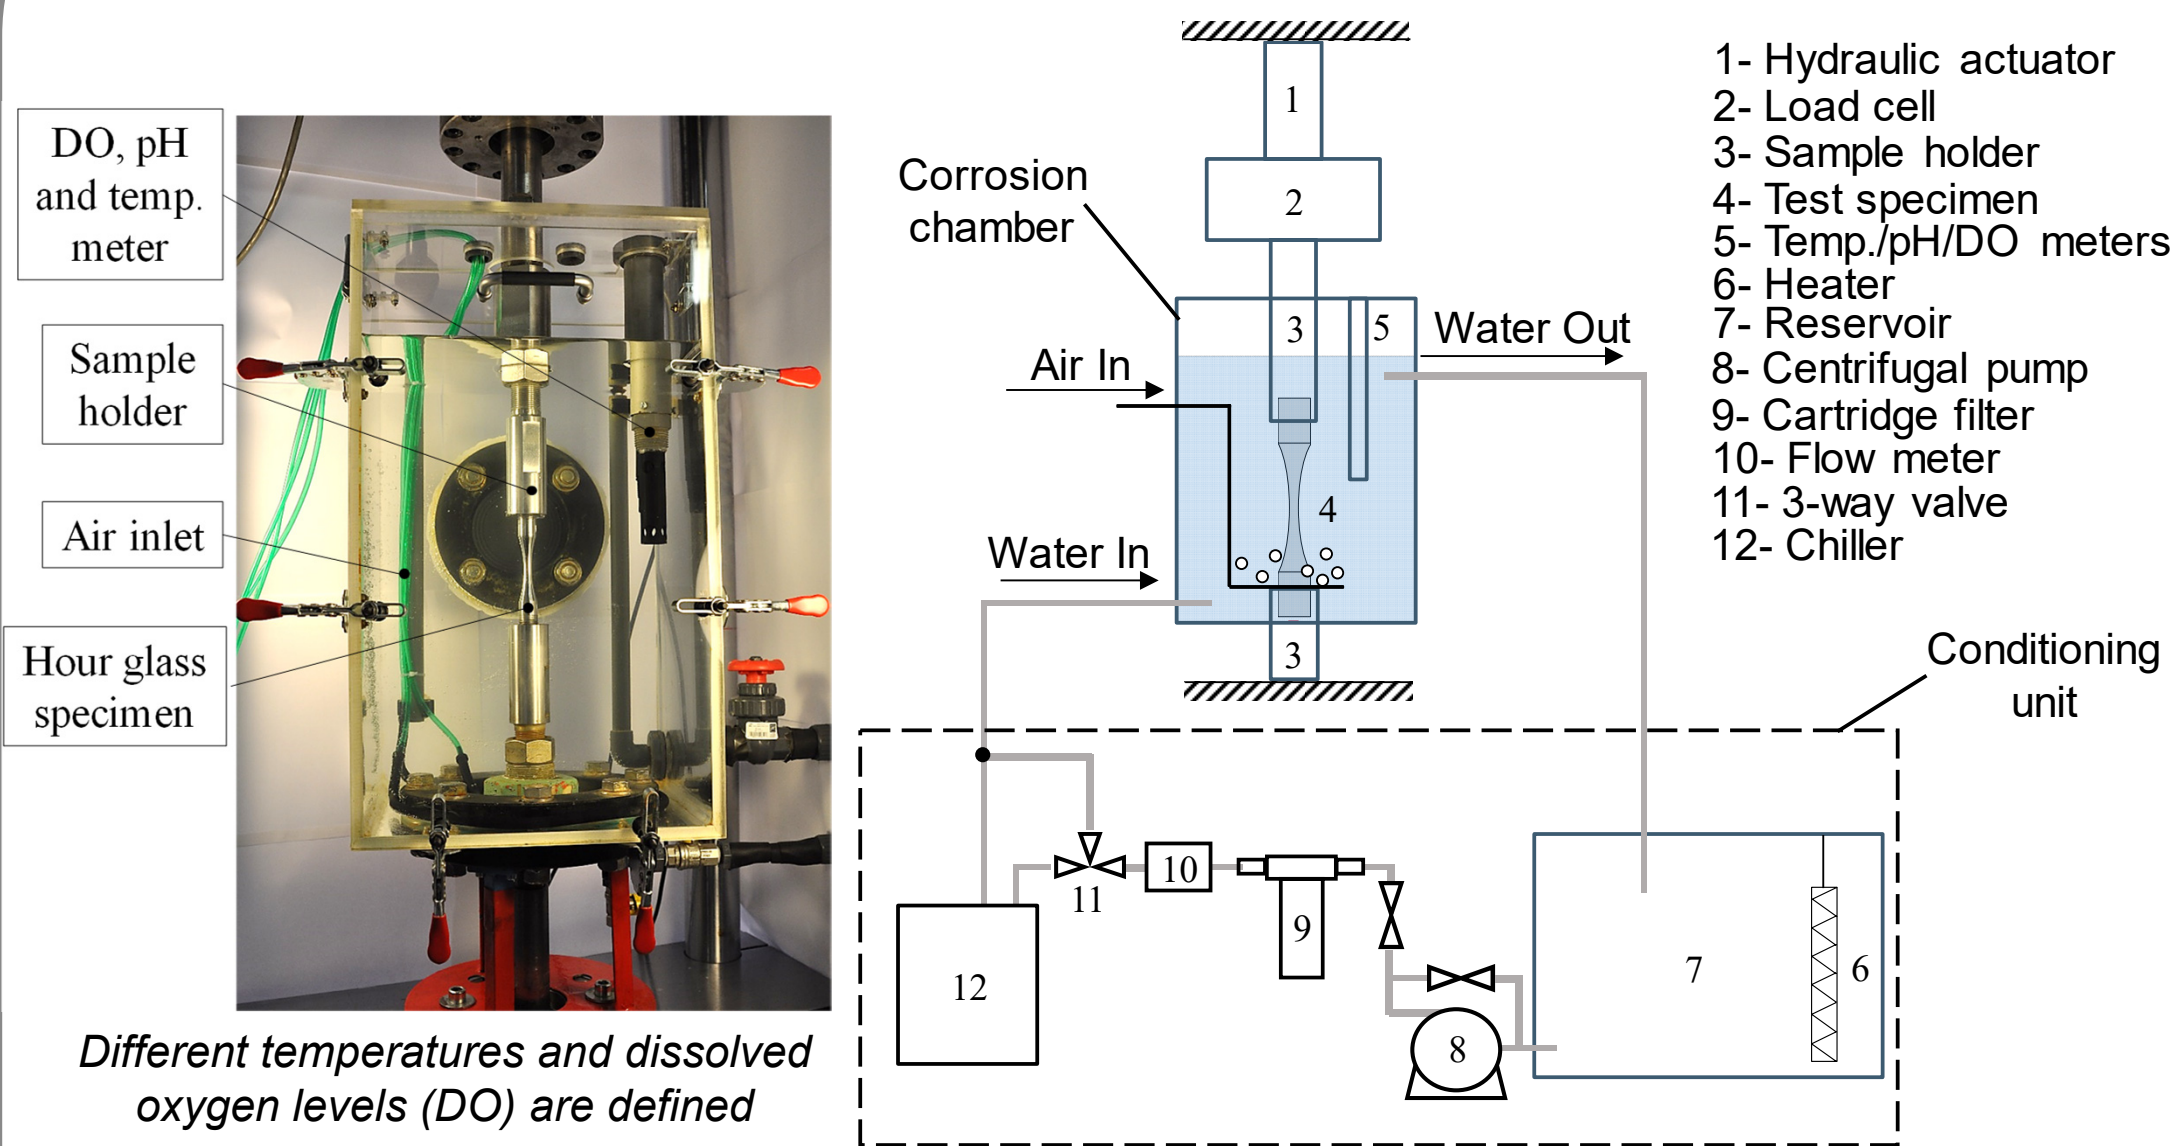 DO, pH
and temp.
meter
Sample
holder
Air inlet
Hour glass
specimen
Different temperatures and dissolved
oxygen levels (DO) are defined
Corrosion
chamber
Air In
Water In
Water Out
1
2
3
5
4
3
Conditioning
unit
10
11
9
12
8
7
6
1- Hydraulic actuator
2- Load cell
3- Sample holder
4- Test specimen
5- Temp./pH/DO meters
6- Heater
7- Reservoir
8- Centrifugal pump
9- Cartridge filter
10- Flow meter
11- 3-way valve
12- Chiller